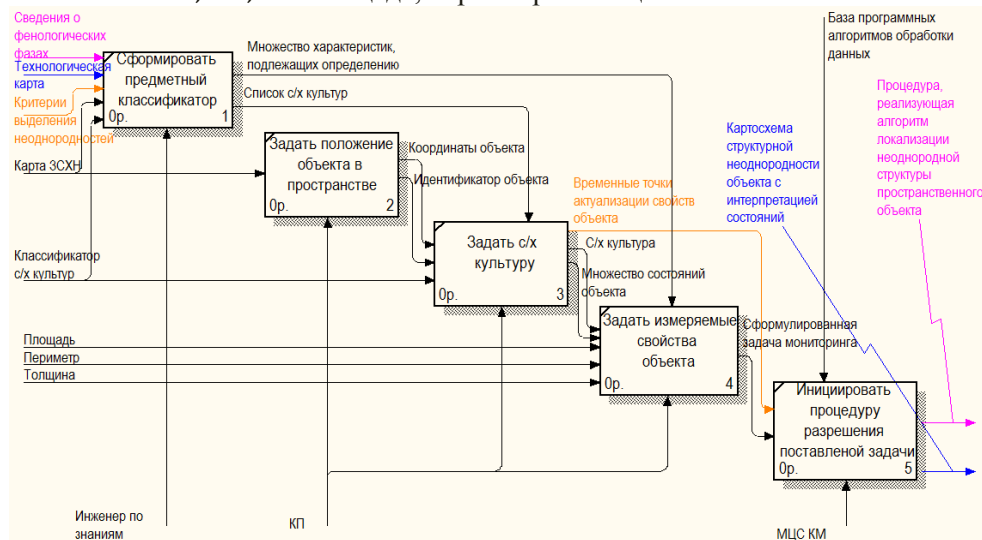 Сведения о
фенологических
фазах
Технологическая
карта
Критерии
выделения
неоднородностей
Карта ЗСХН
Классификатор
с/х культур
Площадь
Периметр
Толщина
Сформировать
предметный
классификатор
0р. 1
Множество характеристик,
подлежащих определению
Список с/х культур
Задать положение
объекта в
пространстве
0р. 2
Координаты объекта
Идентификатор объекта
Задать с/х
культуру
0р. 3
Временные точки
актуализации свойств
объекта
С/х культура
Множество состояний
объекта
Задать измеряемые
свойства
объекта
0р. 4
Сформулированная
задача мониторинга
Инициировать
процедуру
разрешения
поставленой задачи
0р. 5
База программных
алгоритмов обработки
данных
Картосхема
структурной
неоднородности
объекта с
интерпретацией
состояний
Процедура,
реализующая
алгоритм
локализации
неоднородной
структуры
пространственного
объекта
Инженер по
знаниям
КП
МЦС КМ